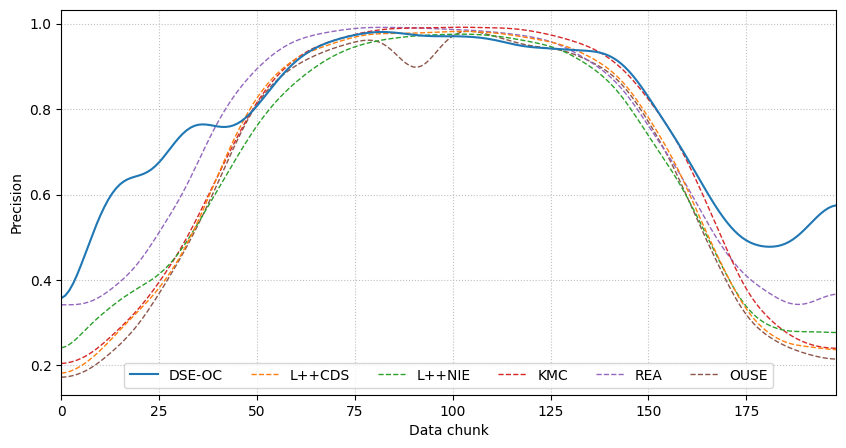 1.0
0.8
0.6
0.4
0.2
Precision
DSE-OC L++CDS L++NIE KMC REA OUSE
0 25 50 75 100 125 150 175
Data chunk